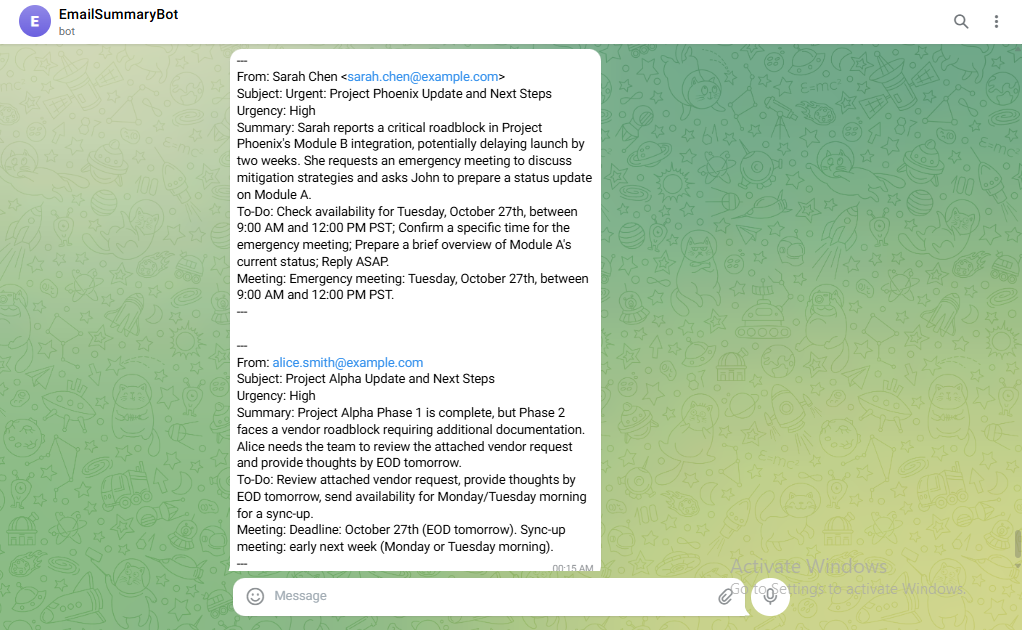 E
EmailSummaryBot
bot
---
From: Sarah Chen <sarah.chen@example.com>
Subject: Urgent: Project Phoenix Update and Next Steps
Urgency: High
Summary: Sarah reports a critical roadblock in Project
Phoenix's Module B integration, potentially delaying launch by
two weeks. She requests an emergency meeting to discuss
mitigation strategies and asks John to prepare a status update
on Module A.
To-Do: Check availability for Tuesday, October 27th, between
9:00 AM and 12:00 PM PST; Confirm a specific time for the
emergency meeting; Prepare a brief overview of Module A's
current status; Reply ASAP.
Meeting: Emergency meeting: Tuesday, October 27th, between
9:00 AM and 12:00 PM PST.
---
---
From: alice.smith@example.com
Subject: Project Alpha Update and Next Steps
Urgency: High
Summary: Project Alpha Phase 1 is complete, but Phase 2
faces a vendor roadblock requiring additional documentation.
Alice needs the team to review the attached vendor request
and provide thoughts by EOD tomorrow.
To-Do: Review attached vendor request, provide thoughts by
EOD tomorrow, send availability for Monday/Tuesday morning
for a sync-up.
Meeting: Deadline: October 27th (EOD tomorrow). Sync-up
meeting: early next week (Monday or Tuesday morning).
---
00:15 AM
Message
Activate Windows
Go to Settings to activate Windows.